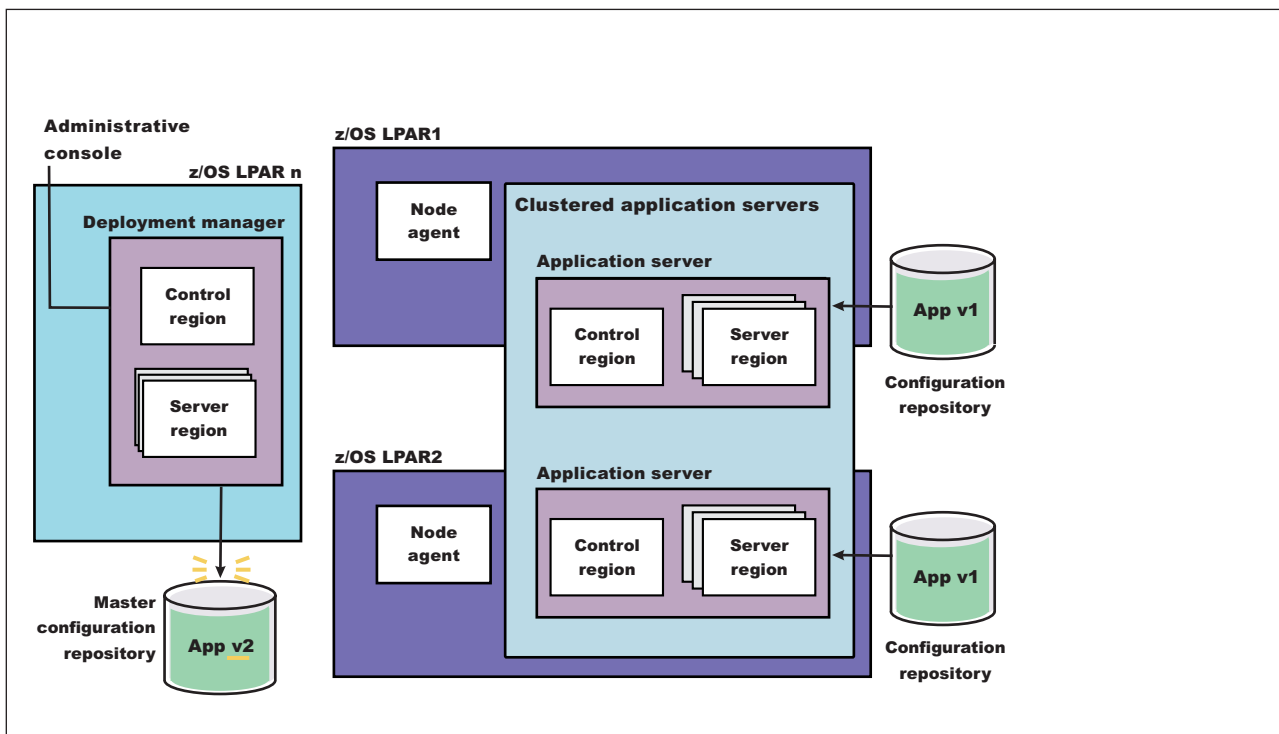 Administrative
console
z/OS LPAR n
Deployment manager
Control
region
Server
region
Master
configuration
repository
App v2
z/OS LPAR1
Node
agent
Clustered application servers
Application server
Control
region
Server
region
App v1
Configuration
repository
z/OS LPAR2
Node
agent
Application server
Control
region
Server
region
App v1
Configuration
repository